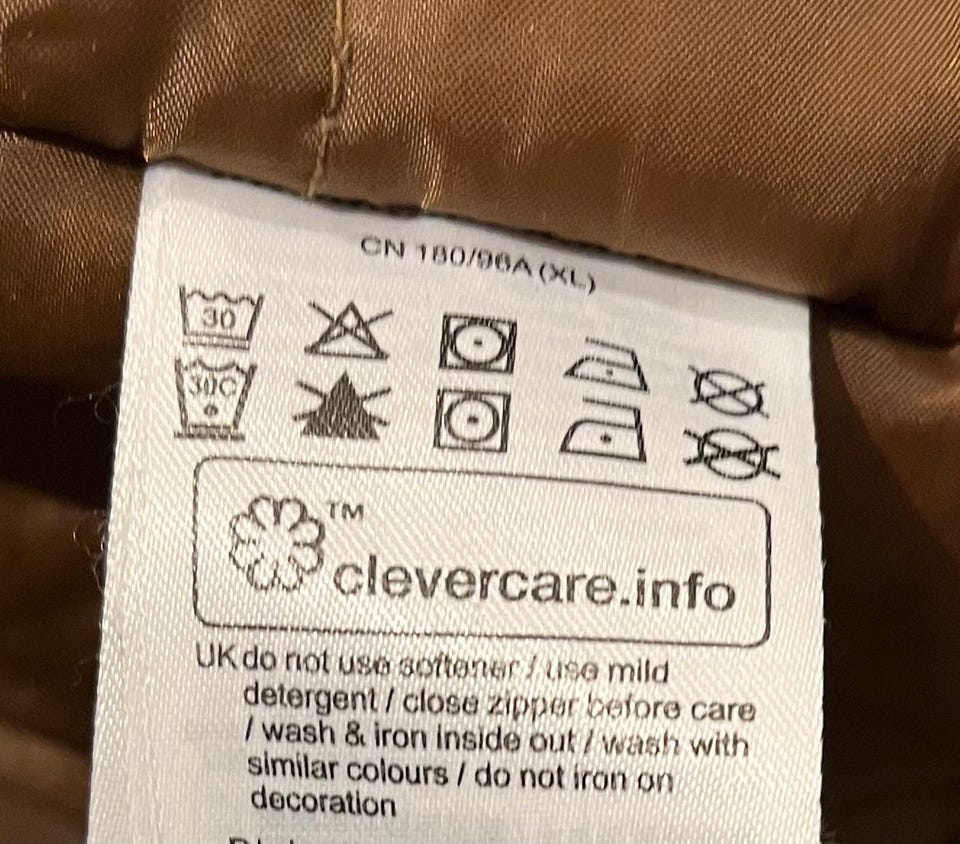 CN 180/96A (XL)
30
30C
TM
clevercare.info
UK do not use softener / use mild
detergent / close zipper before care
/ wash & iron inside out / wash with
similar colours / do not iron on
decoration